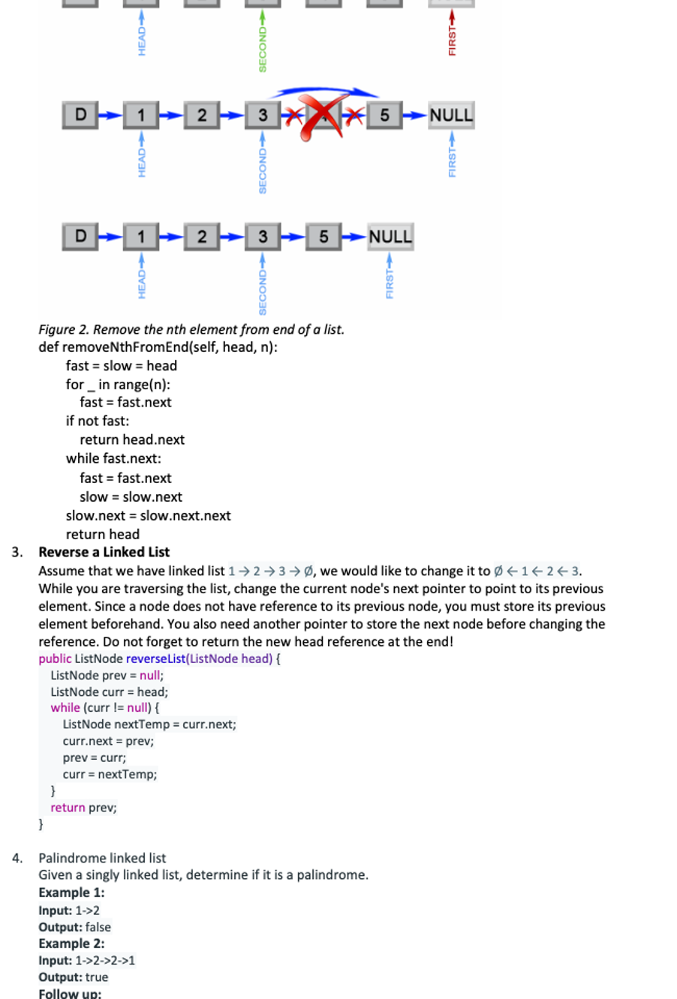 HEAD
SECOND
FIRST
D 1 2 3 5 NULL
HEAD
SECOND
FIRST
D 1 2 3 5 NULL
HEAD
SECOND
FIRST
Figure 2. Remove the nth element from end of a list.
def removeNthFromEnd(self, head, n):
fast = slow = head
for _ in range(n):
fast = fast.next
if not fast:
return head.next
while fast.next:
fast = fast.next
slow = slow.next
slow.next = slow.next.next
return head
3. Reverse a Linked List
Assume that we have linked list 1 → 2 → 3 → Ø, we would like to change it to Ø ← 1 ← 2 ← 3.
While you are traversing the list, change the current node's next pointer to point to its previous
element. Since a node does not have reference to its previous node, you must store its previous
element beforehand. You also need another pointer to store the next node before changing the
reference. Do not forget to return the new head reference at the end!
public ListNode reverseList(ListNode head) {
ListNode prev = null;
ListNode curr = head;
while (curr != null) {
ListNode nextTemp = curr.next;
curr.next = prev;
prev = curr;
curr = nextTemp;
}
return prev;
}
4. Palindrome linked list
Given a singly linked list, determine if it is a palindrome.
Example 1:
Input: 1->2
Output: false
Example 2:
Input: 1->2->2->1
Output: true
Follow up: